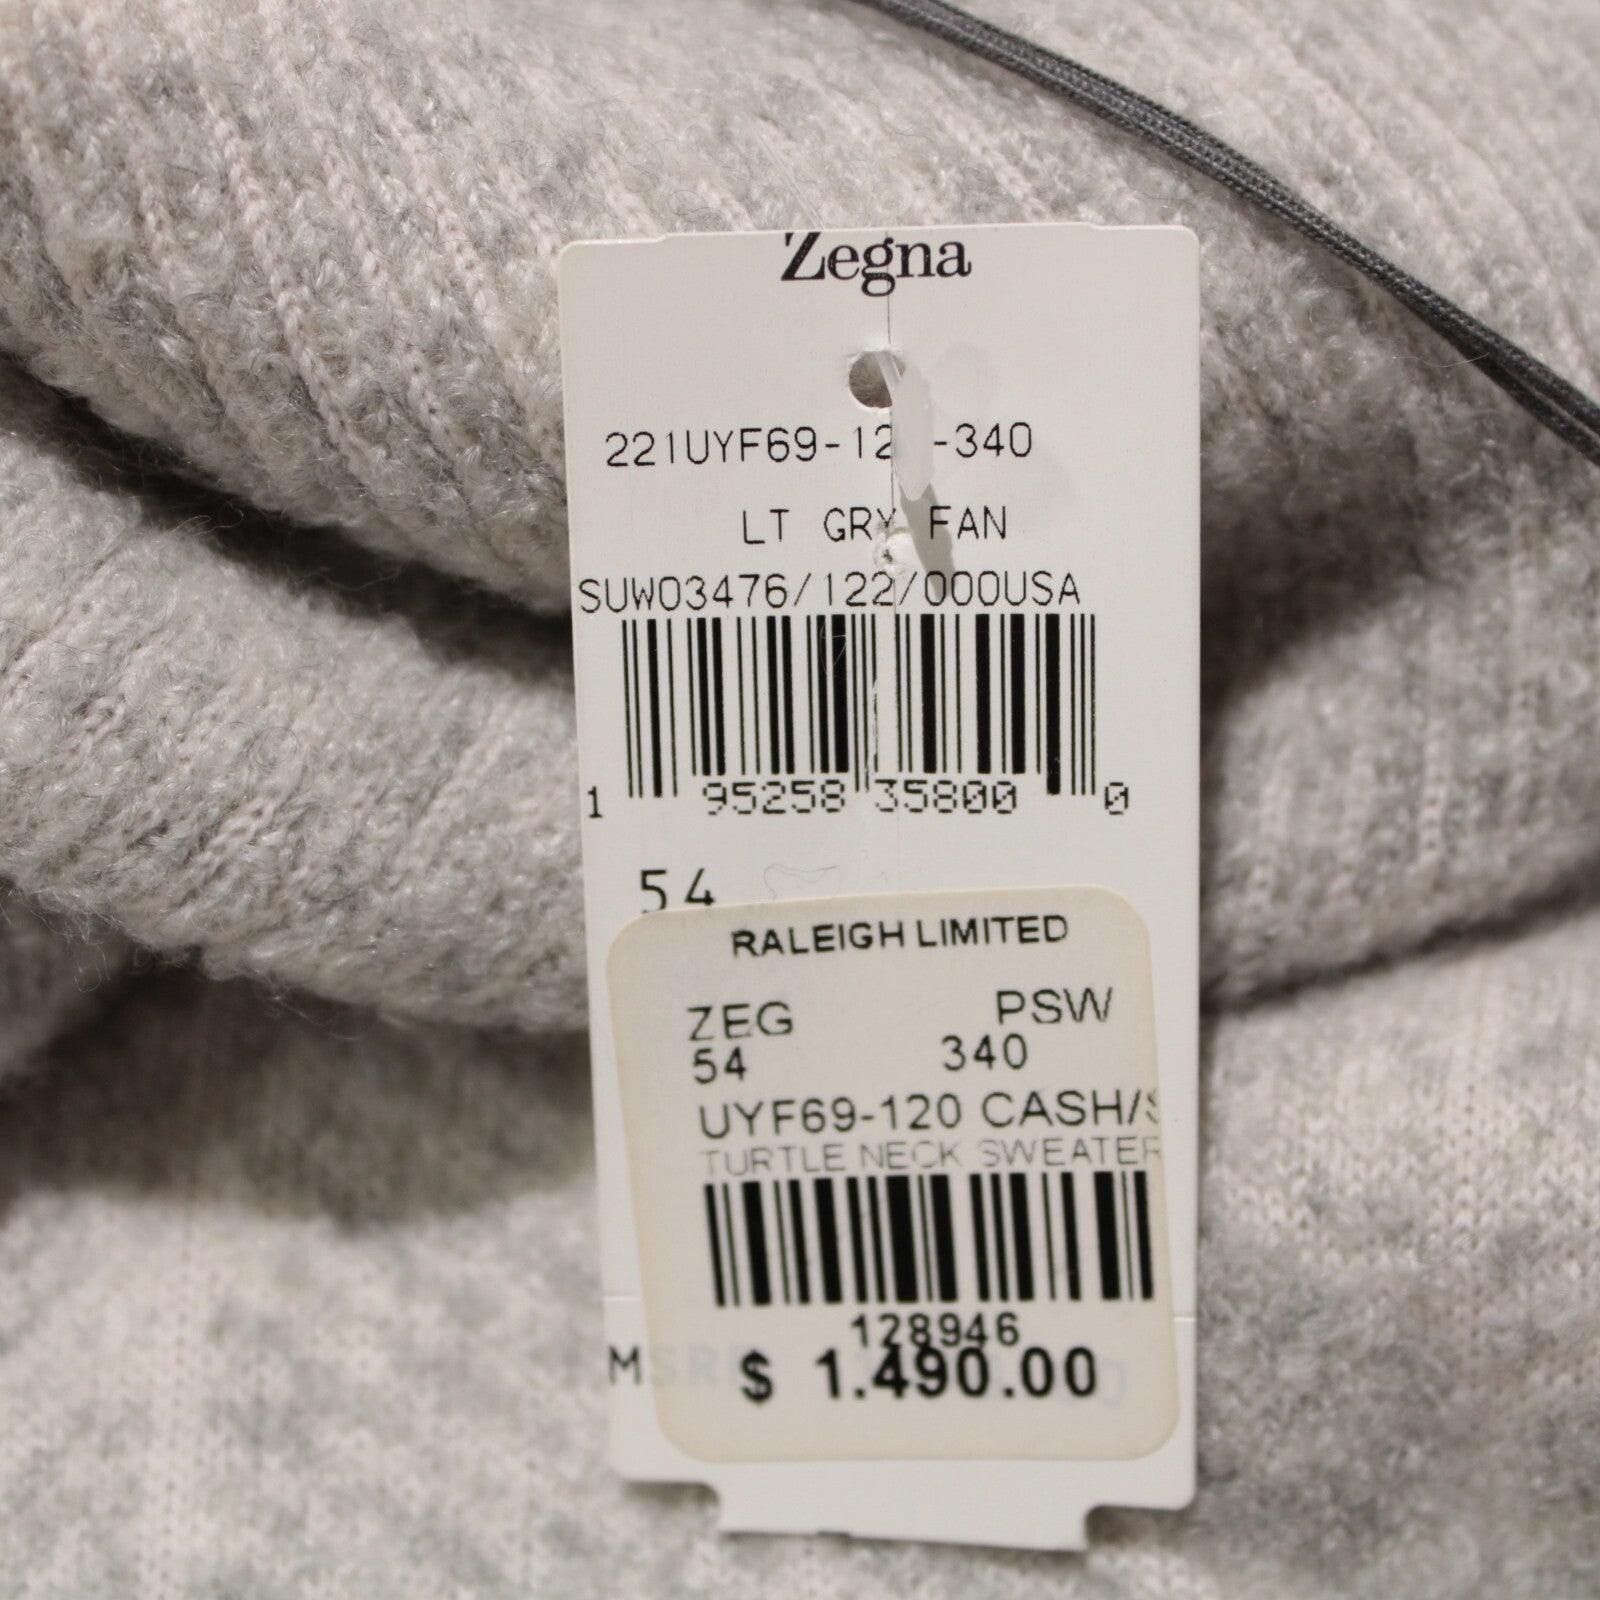 Zegna
221UYF69-12 -340
LT GRY FAN
SUW03476/122/000USA
1 95258 35800 0
54
RALEIGH LIMITED
ZEG PSW
54 340
UYF69-120 CASH/S
TURTLE NECK SWEATER
128946
MSR $ 1.490.00